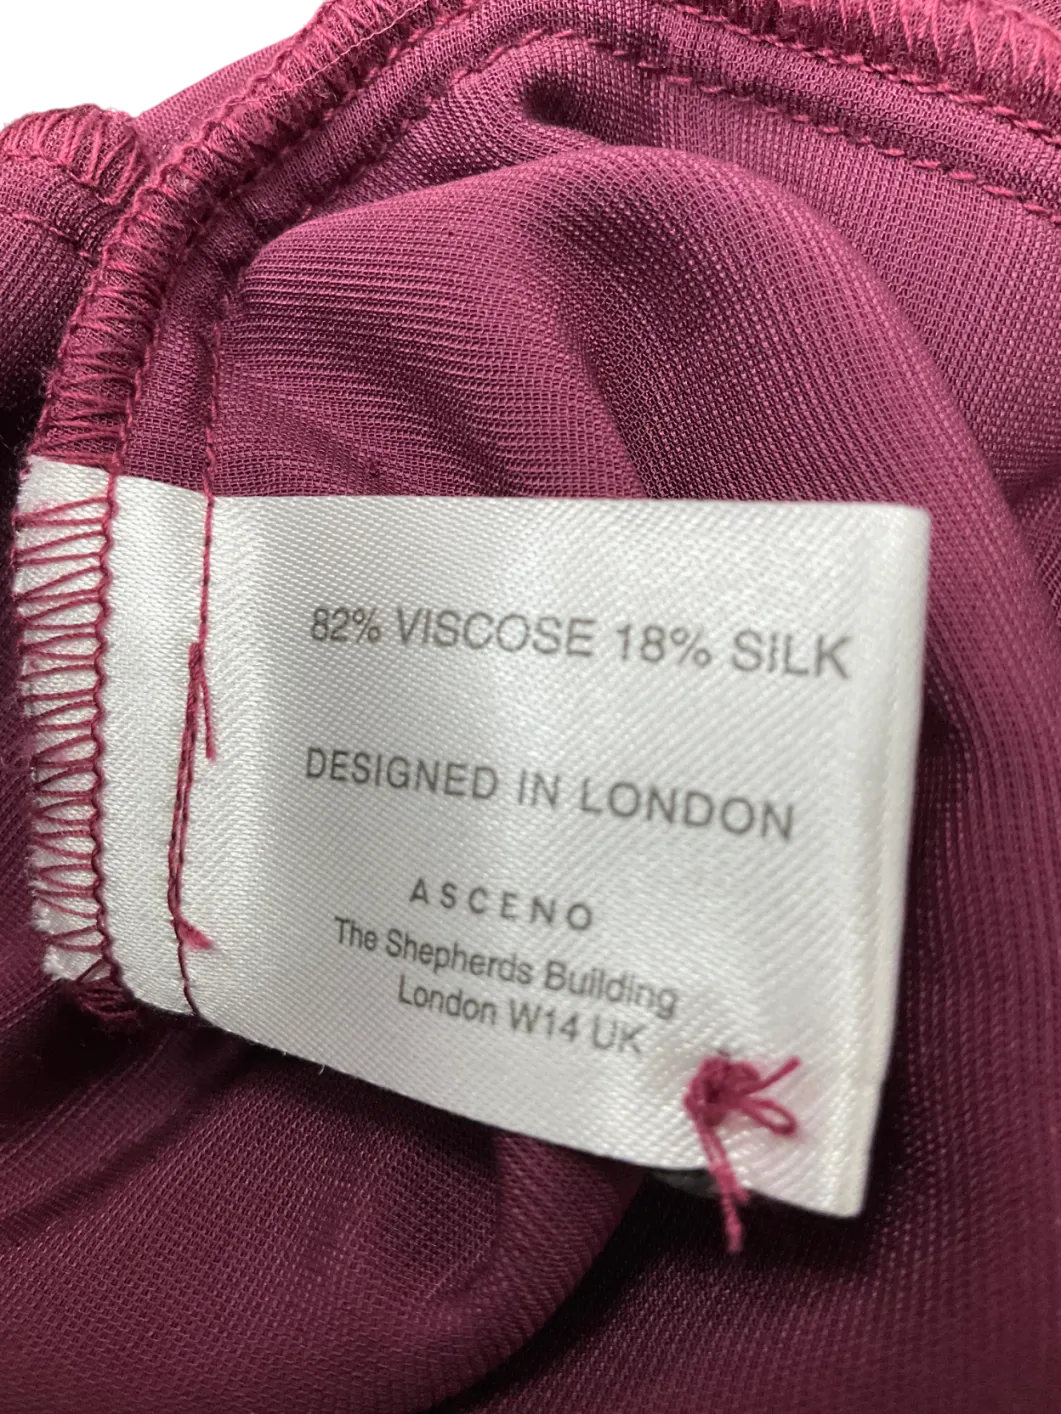 82% VISCOSE 18% SILK
DESIGNED IN LONDON
ASCENO
The Shepherds Building
London W14 UK